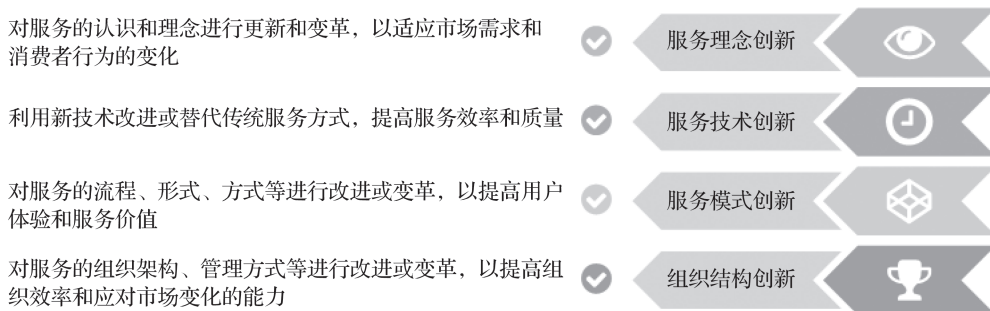 对服务的认识和理念进行更新和变革，以适应市场需求和
消费者行为的变化
服务理念创新
利用新技术改进或替代传统服务方式，提高服务效率和质量
服务技术创新
对服务的流程、形式、方式等进行改进或变革，以提高用户
体验和服务价值
服务模式创新
对服务的组织架构、管理方式等进行改进或变革，以提高组
织效率和应对市场变化的能力
组织结构创新